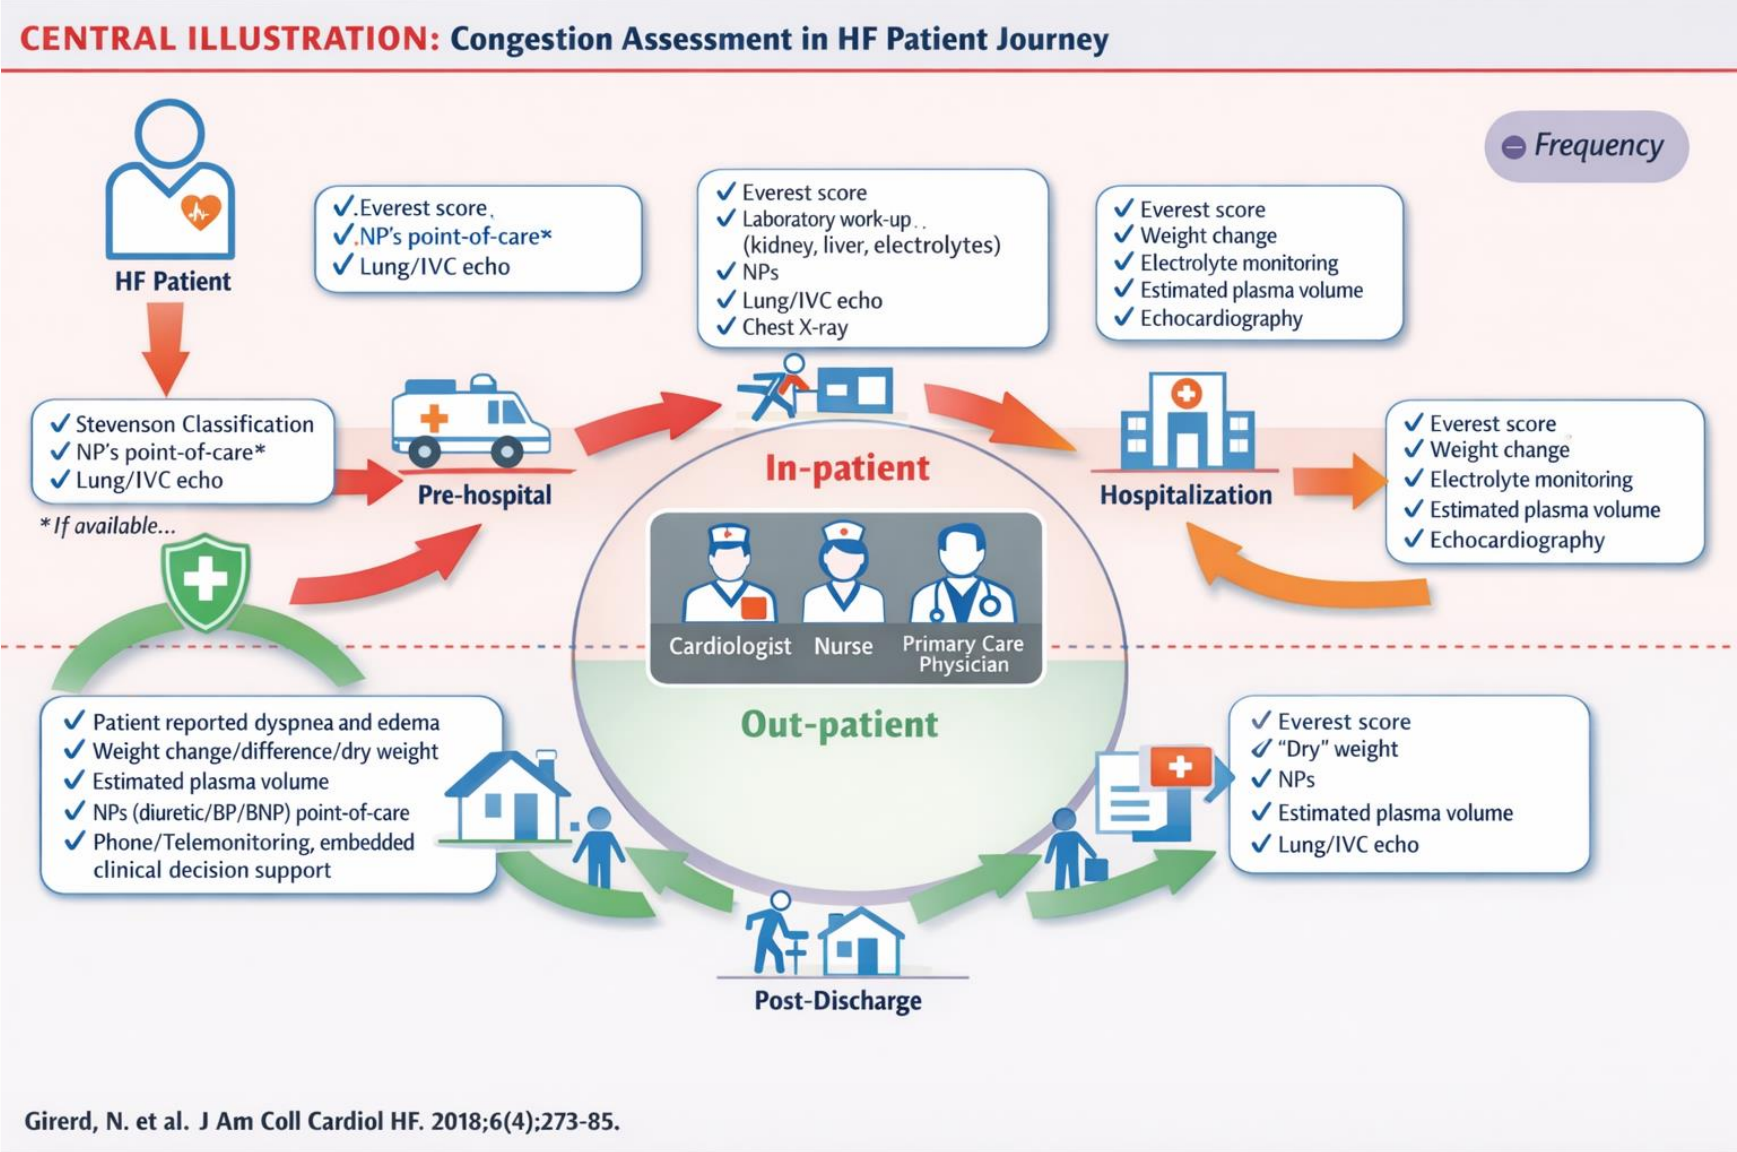 CENTRAL ILLUSTRATION: Congestion Assessment in HF Patient Journey
Frequency
HF Patient
Everest score
NP's point-of-care*
Lung/IVC echo
Everest score
Laboratory work-up..
(kidney, liver, electrolytes)
NPs
Lung/IVC echo
Chest X-ray
Everest score
Weight change
Electrolyte monitoring
Estimated plasma volume
Echocardiography
Stevenson Classification
NP's point-of-care*
Lung/IVC echo
*If available...
Pre-hospital
In-patient
Hospitalization
Everest score
Weight change
Electrolyte monitoring
Estimated plasma volume
Echocardiography
Cardiologist
Nurse
Primary Care
Physician
Out-patient
Patient reported dyspnea and edema
Weight change/difference/dry weight
Estimated plasma volume
NPs (diuretic/BP/BNP) point-of-care
Phone/Telemonitoring, embedded
clinical decision support
Everest score
"Dry" weight
NPs
Estimated plasma volume
Lung/IVC echo
Post-Discharge
Girerd, N. et al. J Am Coll Cardiol HF. 2018;6(4);273-85.